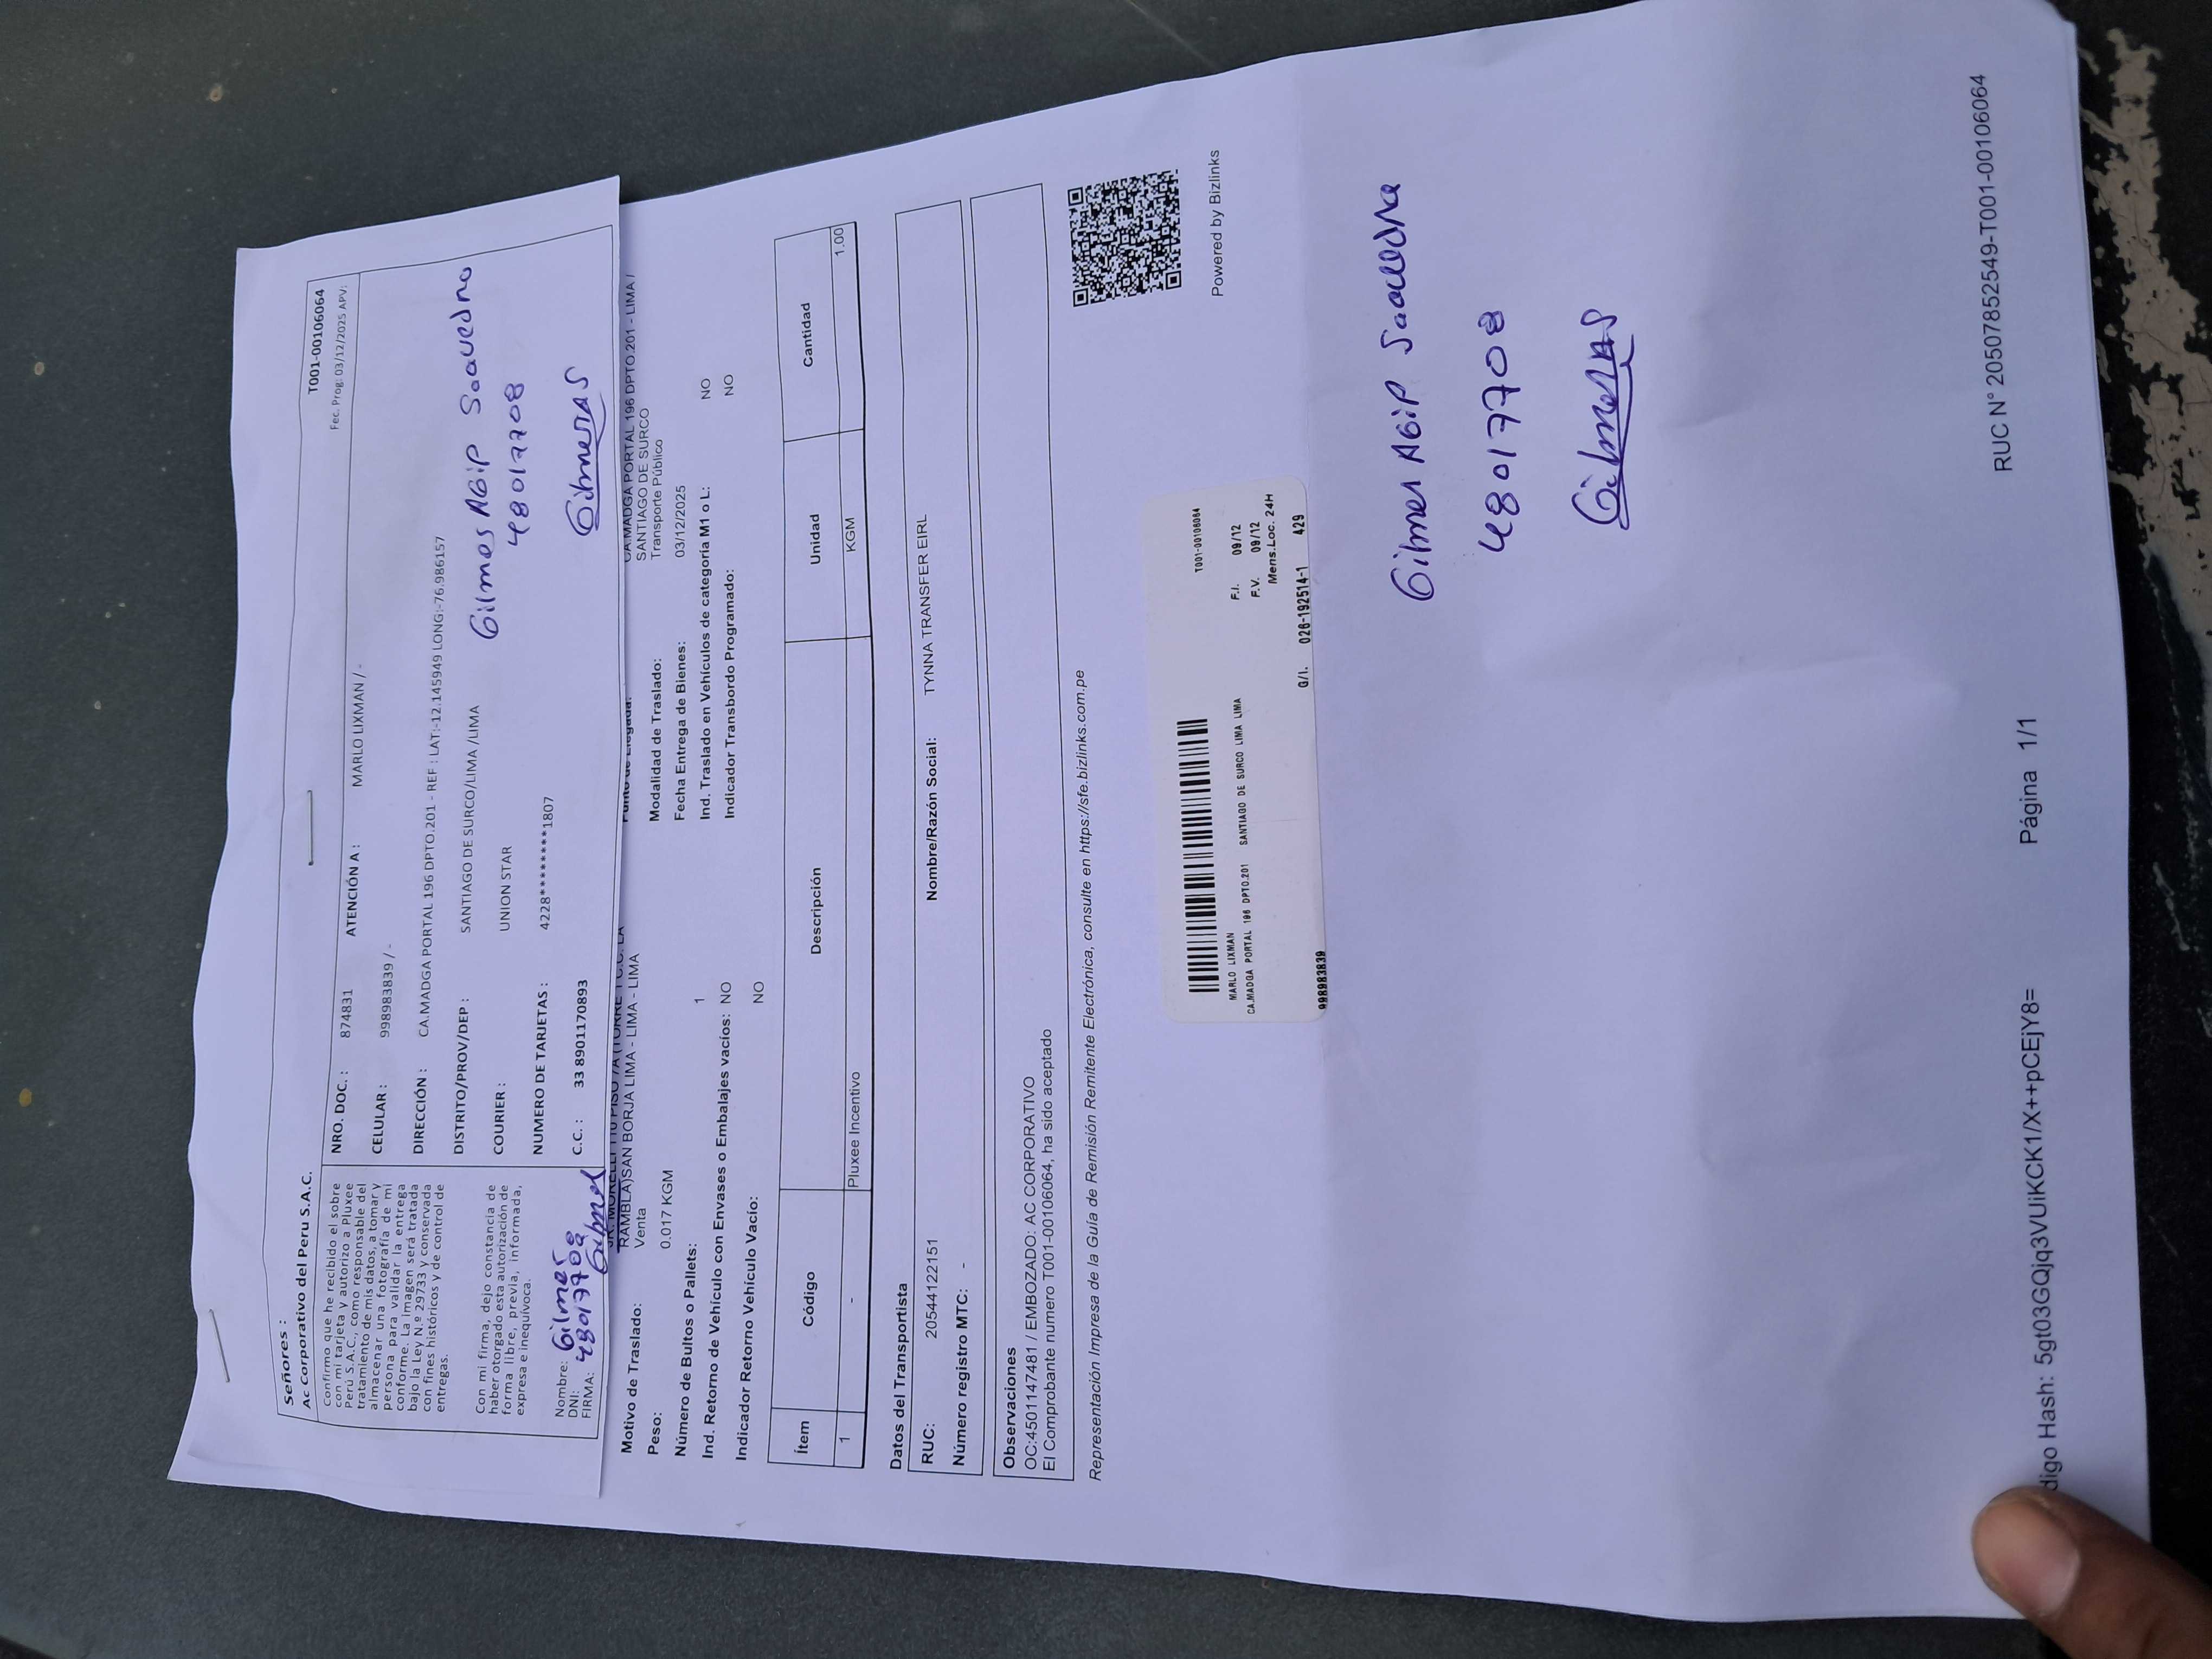 Señores :
Ac Corporativo del Peru S.A.C.
T001-00106064
Fec. Prog: 03/12/2025 APV:
Confirmo que he recibido el sobre
con mi tarjeta y autorizo a Pluxee
Perú S.A.C., como responsable del
tratamiento de mis datos, a tomar y
almacenar una fotografía de mi
persona para validar la entrega
conforme. La imagen será tratada
bajo la Ley N.º 29733 y conservada
con fines históricos y de control de
entregas.
Con mi firma, dejo constancia de
haber otorgado esta autorización de
forma libre, previa, informada,
expresa e inequívoca.
Nombre: Gilmer
DNI: 48017708
FIRMA: Gilmer
NRO. DOC. : 874831 ATENCIÓN A : MARLO LIXMAN / -
CELULAR : 998983839 / -
DIRECCIÓN : CA.MADGA PORTAL 196 DPTO.201 - REF : LAT:-12.145949 LONG:-76.986157
DISTRITO/PROV/DEP : SANTIAGO DE SURCO/LIMA /LIMA
COURIER : UNION STAR
NUMERO DE TARJETAS : 4228********1807
C.C. : 33 8901170893
Gilmer AGiP Saavedra
48017708
GilmerAS
RAMBLA)SAN BORJA LIMA - LIMA - LIMA
CA.MADGA PORTAL 196 DPTO.201 - LIMA /
SANTIAGO DE SURCO
Motivo de Traslado: Venta
Modalidad de Traslado: Transporte Público
Peso: 0.017 KGM
Fecha Entrega de Bienes: 03/12/2025
Número de Bultos o Pallets: 1
Ind. Traslado en Vehículos de categoría M1 o L: NO
Ind. Retorno de Vehículo con Envases o Embalajes vacíos: NO
Indicador Transbordo Programado: NO
Indicador Retorno Vehículo Vacío: NO
Ítem Código Descripción Unidad Cantidad
1 - Pluxee Incentivo KGM 1.00
Datos del Transportista
RUC: 20544122151 Nombre/Razón Social: TYNNA TRANSFER EIRL
Número registro MTC: -
Observaciones
OC:4501147481 / EMBOZADO: AC CORPORATIVO
El Comprobante numero T001-00106064, ha sido aceptado
Representación Impresa de la Guía de Remisión Remitente Electrónica, consulte en https://sfe.bizlinks.com.pe
Powered by Bizlinks
T001-00106064
MARLO LIXMAN
CA.MADGA PORTAL 196 DPTO.201 SANTIAGO DE SURCO LIMA LIMA
F.I. 09/12
F.V. 09/12
Mens.Loc. 24H
G/I. 026-192514-1 429
998983839
Gilmer AGiP Saavedra
48017708
GilmerAS
digo Hash: 5gt03GQjq3VUiKCK1/X++pCEjY8= Página 1/1 RUC N° 20507852549-T001-00106064